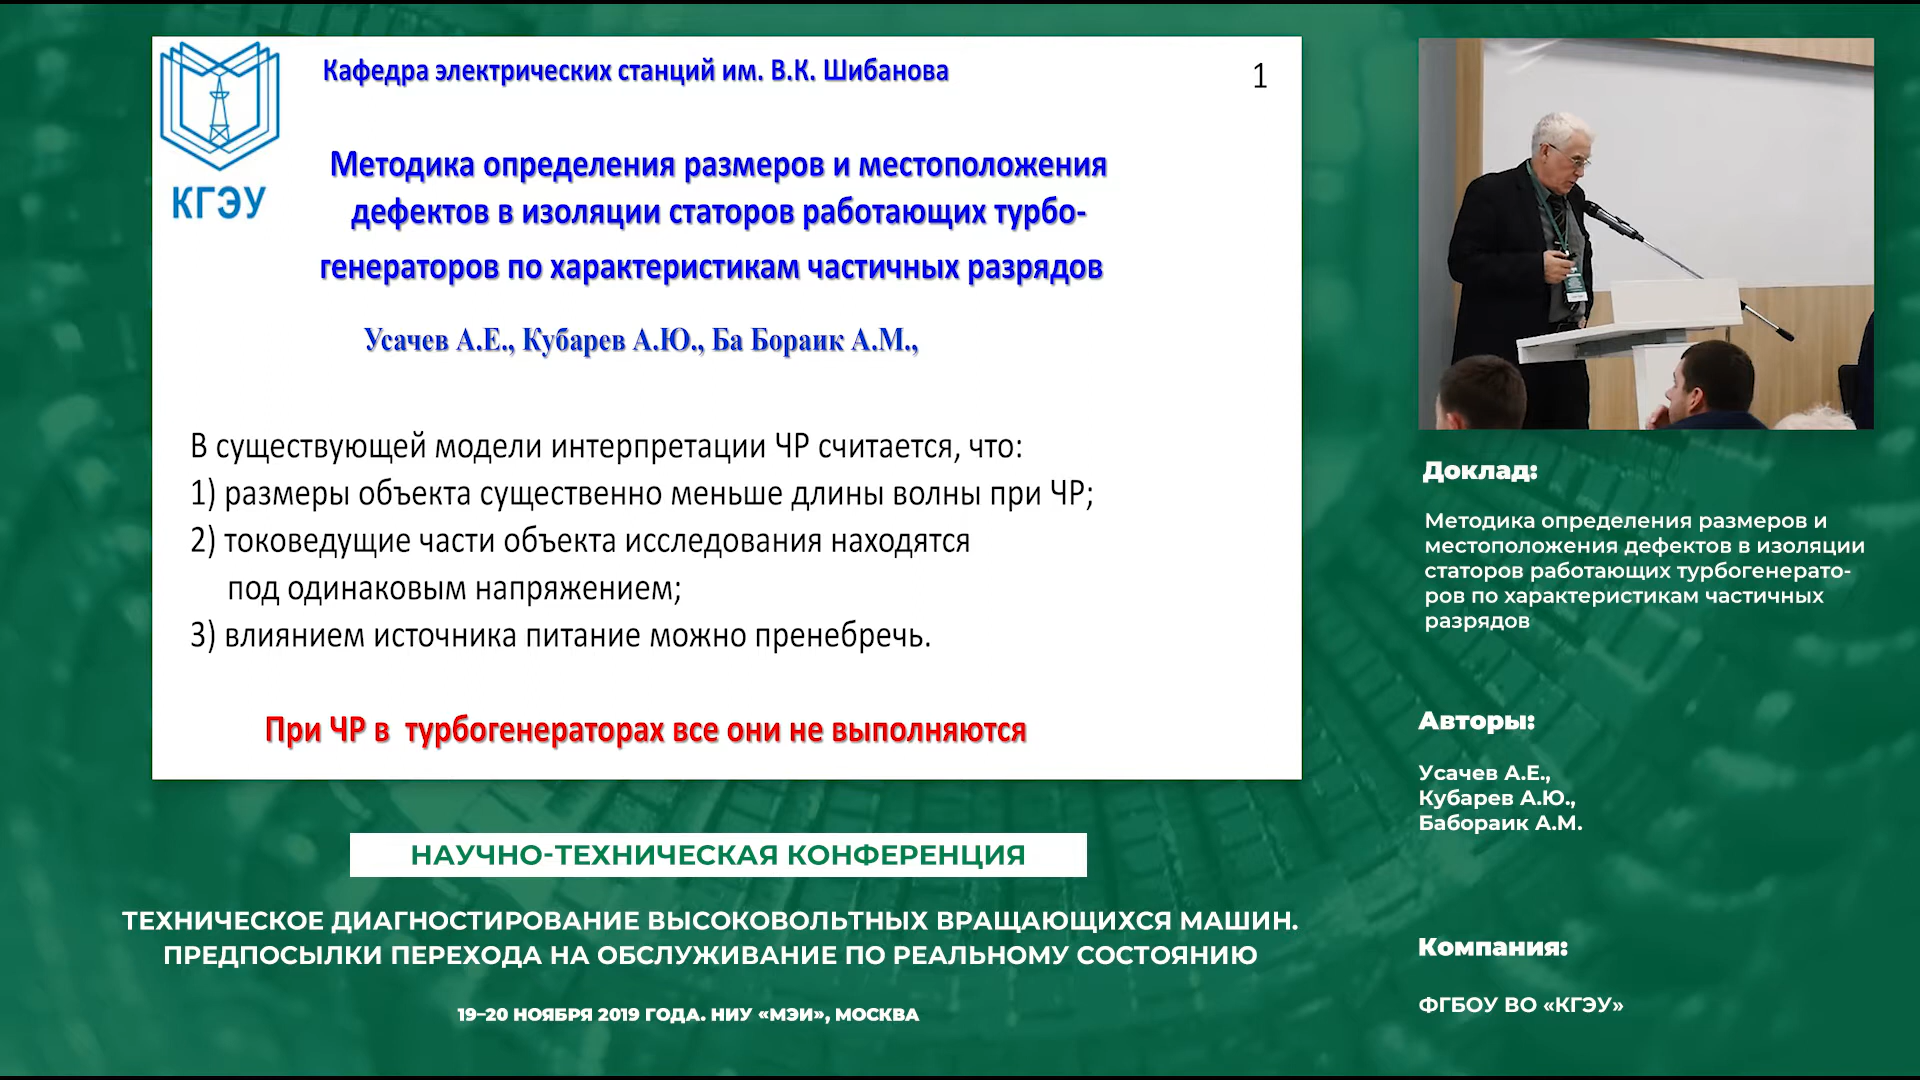 КГЭУ
Кафедра электрических станций им. В.К. Шибанова
1
Методика определения размеров и местоположения
дефектов в изоляции статоров работающих турбо-
генераторов по характеристикам частичных разрядов
Усачев А.Е., Кубарев А.Ю., Ба Бораик А.М.,
В существующей модели интерпретации ЧР считается, что:
1) размеры объекта существенно меньше длины волны при ЧР;
2) токоведущие части объекта исследования находятся
под одинаковым напряжением;
3) влиянием источника питание можно пренебречь.
При ЧР в турбогенераторах все они не выполняются
НАУЧНО-ТЕХНИЧЕСКАЯ КОНФЕРЕНЦИЯ
ТЕХНИЧЕСКОЕ ДИАГНОСТИРОВАНИЕ ВЫСОКОВОЛЬТНЫХ ВРАЩАЮЩИХСЯ МАШИН.
ПРЕДПОСЫЛКИ ПЕРЕХОДА НА ОБСЛУЖИВАНИЕ ПО РЕАЛЬНОМУ СОСТОЯНИЮ
19–20 НОЯБРЯ 2019 ГОДА. НИУ «МЭИ», МОСКВА
Доклад:
Методика определения размеров и
местоположения дефектов в изоляции
статоров работающих турбогенерато-
ров по характеристикам частичных
разрядов
Авторы:
Усачев А.Е.,
Кубарев А.Ю.,
Бабораик А.М.
Компания:
ФГБОУ ВО «КГЭУ»